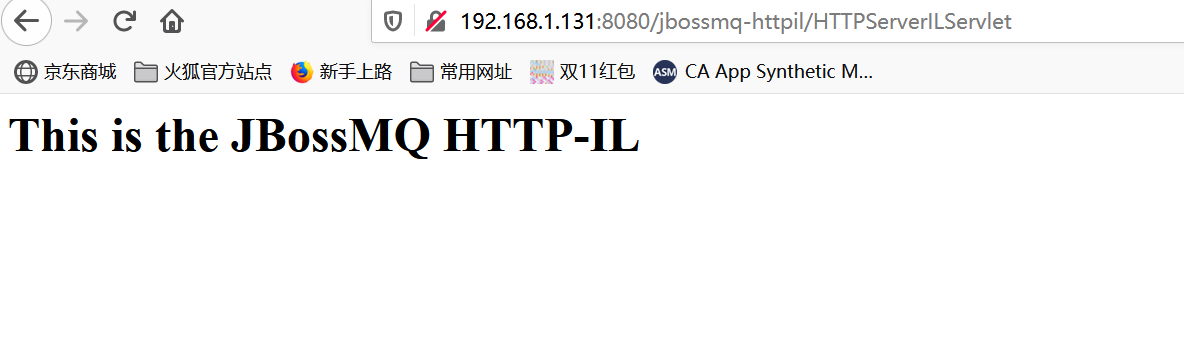 192.168.1.131:8080/jbossmq-httpil/HTTPServerILServlet
京东商城 火狐官方站点 新手上路 常用网址 双11红包 ASM CA App Synthetic M...
This is the JBossMQ HTTP-IL